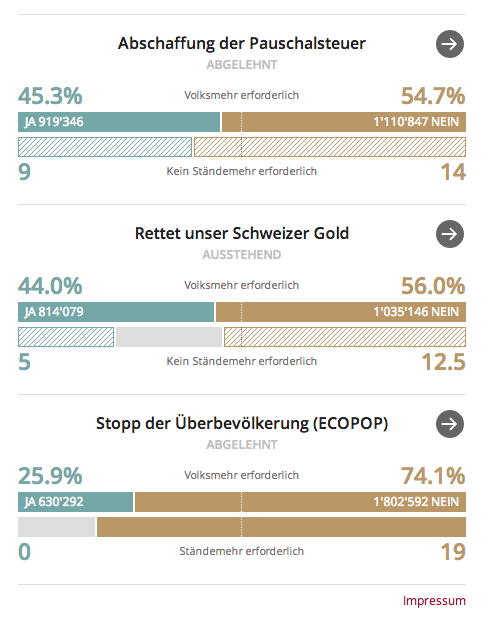 Abschaffung der Pauschalsteuer
ABGELEHNT
45.3% Volksmehr erforderlich 54.7%
JA 919'346 1'110'847 NEIN
9 Kein Ständemehr erforderlich 14
Rettet unser Schweizer Gold
AUSSTEHEND
44.0% Volksmehr erforderlich 56.0%
JA 814'079 1'035'146 NEIN
5 Kein Ständemehr erforderlich 12.5
Stopp der Überbevölkerung (ECOPOP)
ABGELEHNT
25.9% Volksmehr erforderlich 74.1%
JA 630'292 1'802'592 NEIN
0 Ständemehr erforderlich 19
Impressum